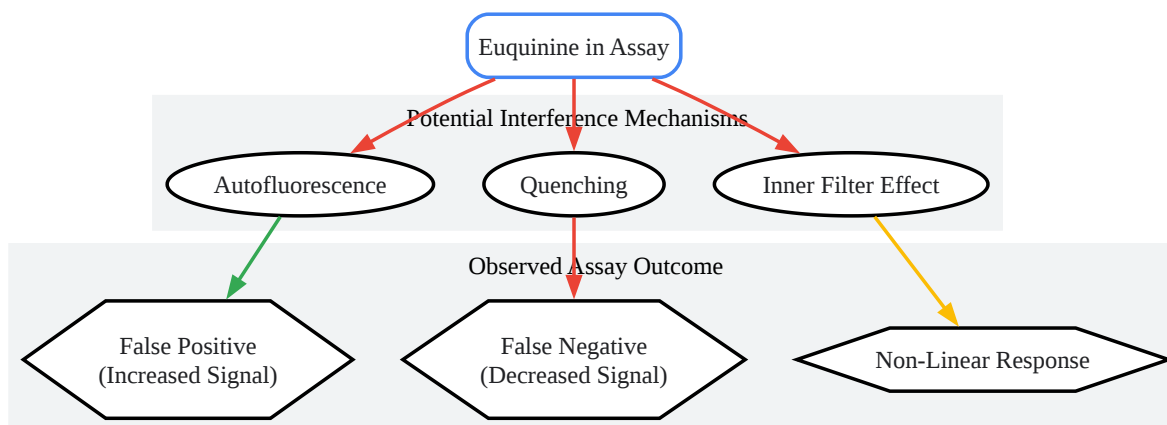 Euquinine in Assay
Potential Interference Mechanisms
Autofluorescence
Quenching
Inner Filter Effect
Observed Assay Outcome
False Positive
(Increased Signal)
False Negative
(Decreased Signal)
Non-Linear Response